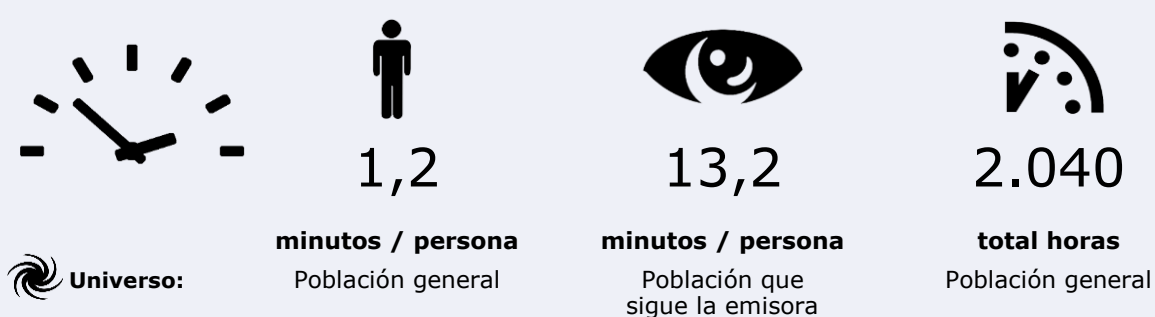 1,2
13,2
2.040
minutos / persona
minutos / persona
total horas
Universo:
Población general
Población que
sigue la emisora
Población general